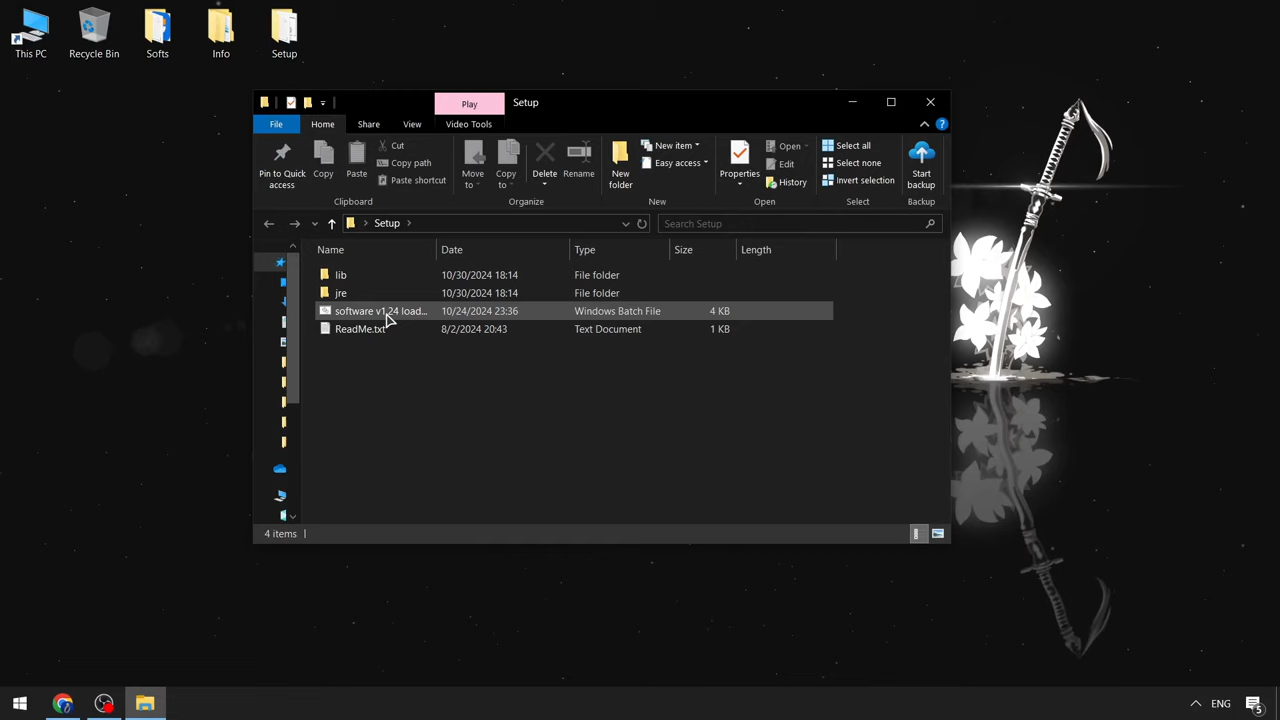 This PC
Recycle Bin
Softs
Info
Setup
Play
Setup
File
Home
Share
View
Video Tools
Pin to Quick access
Copy
Paste
Cut
Copy path
Paste shortcut
Move to
Copy to
Delete
Rename
New folder
New item
Easy access
Properties
Open
Edit
History
Select all
Select none
Invert selection
Start backup
Clipboard
Organize
New
Open
Select
Backup
Setup
Search Setup
Name Date Type Size Length
lib 10/30/2024 18:14 File folder
jre 10/30/2024 18:14 File folder
software v1.24 load... 10/24/2024 23:36 Windows Batch File 4 KB
ReadMe.txt 8/2/2024 20:43 Text Document 1 KB
4 items
ENG
5